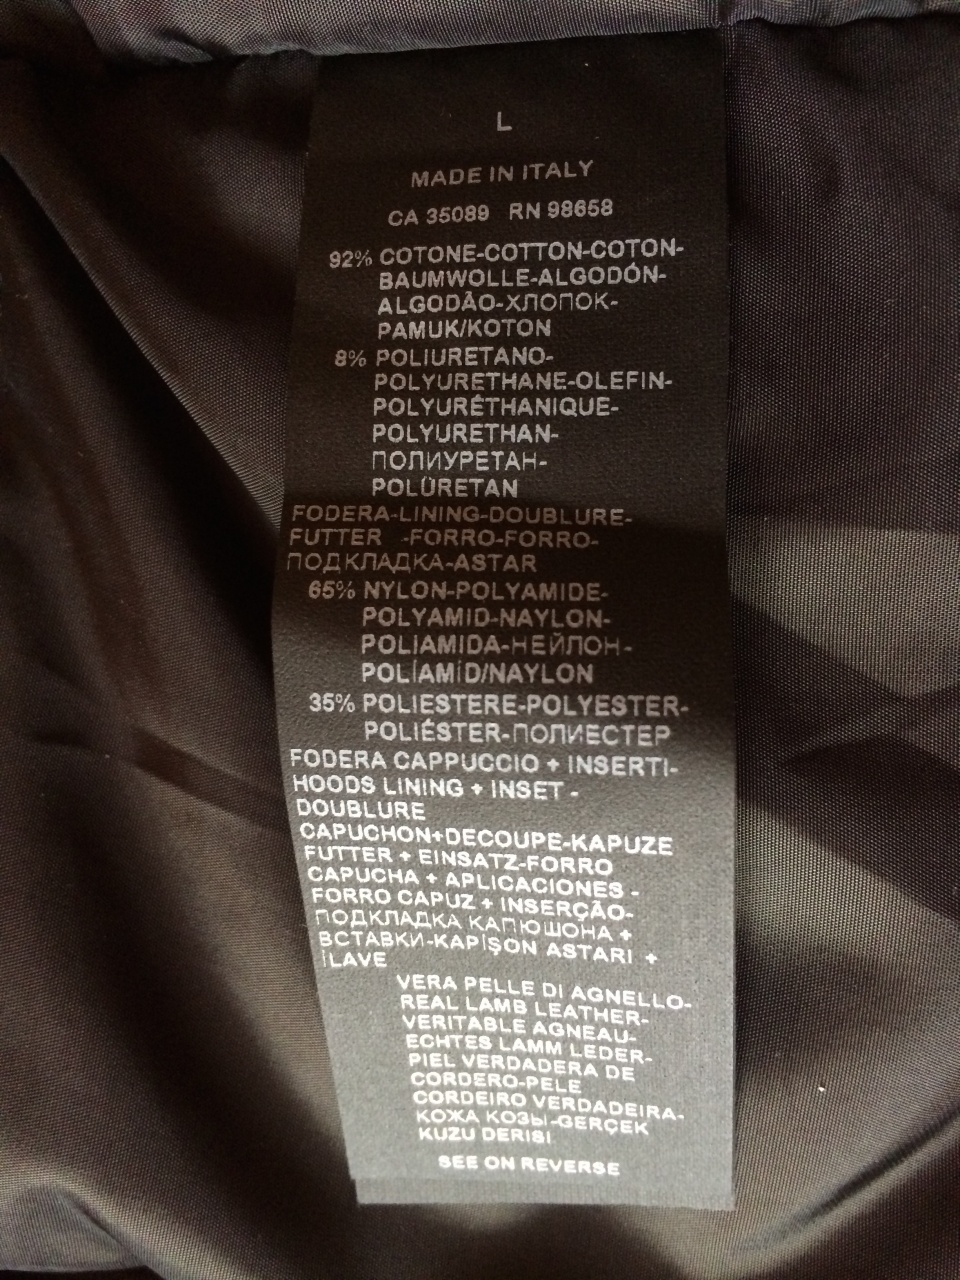 L
MADE IN ITALY
CA 35089 RN 98658
92% COTONE-COTTON-COTON-
BAUMWOLLE-ALGODÓN-
ALGODÃO-ХЛОПОК-
PAMUK/KOTON
8% POLIURETANO-
POLYURETHANE-OLEFIN-
POLYURÉTHANIQUE-
POLYURETHAN-
ПОЛИУРЕТАН-
POLÜRETAN
FODERA-LINING-DOUBLURE-
FUTTER -FORRO-FORRO-
ПОДКЛАДКА-ASTAR
65% NYLON-POLYAMIDE-
POLYAMID-NAYLON-
POLIAMIDA-НЕЙЛОН-
POLÍAMÍD/NAYLON
35% POLIESTERE-POLYESTER-
POLIÉSTER-ПОЛИЕСТЕР
FODERA CAPPUCCIO + INSERTI-
HOODS LINING + INSET -
DOUBLURE
CAPUCHON+DECOUPE-KAPUZE
FUTTER + EINSATZ-FORRO
CAPUCHA + APLICACIONES -
FORRO CAPUZ + INSERÇÃO-
ПОДКЛАДКА КАПЮШОНА +
ВСТАВКИ-KAPİŞON ASTARI +
İLAVE
VERA PELLE DI AGNELLO-
REAL LAMB LEATHER-
VERITABLE AGNEAU-
ECHTES LAMM LEDER-
PIEL VERDADERA DE
CORDERO-PELE
CORDEIRO VERDADEIRA-
КОЖА КОЗЫ-GERÇEK
KUZU DERISI
SEE ON REVERSE